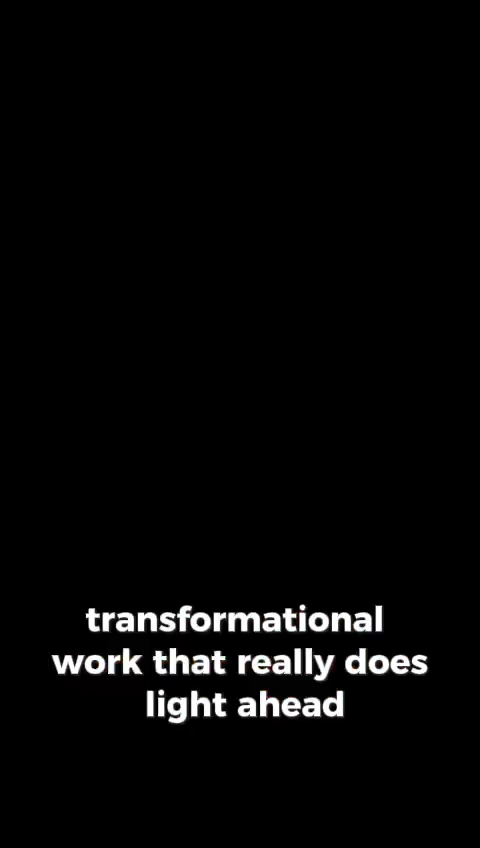 transformational
work that really does
light ahead